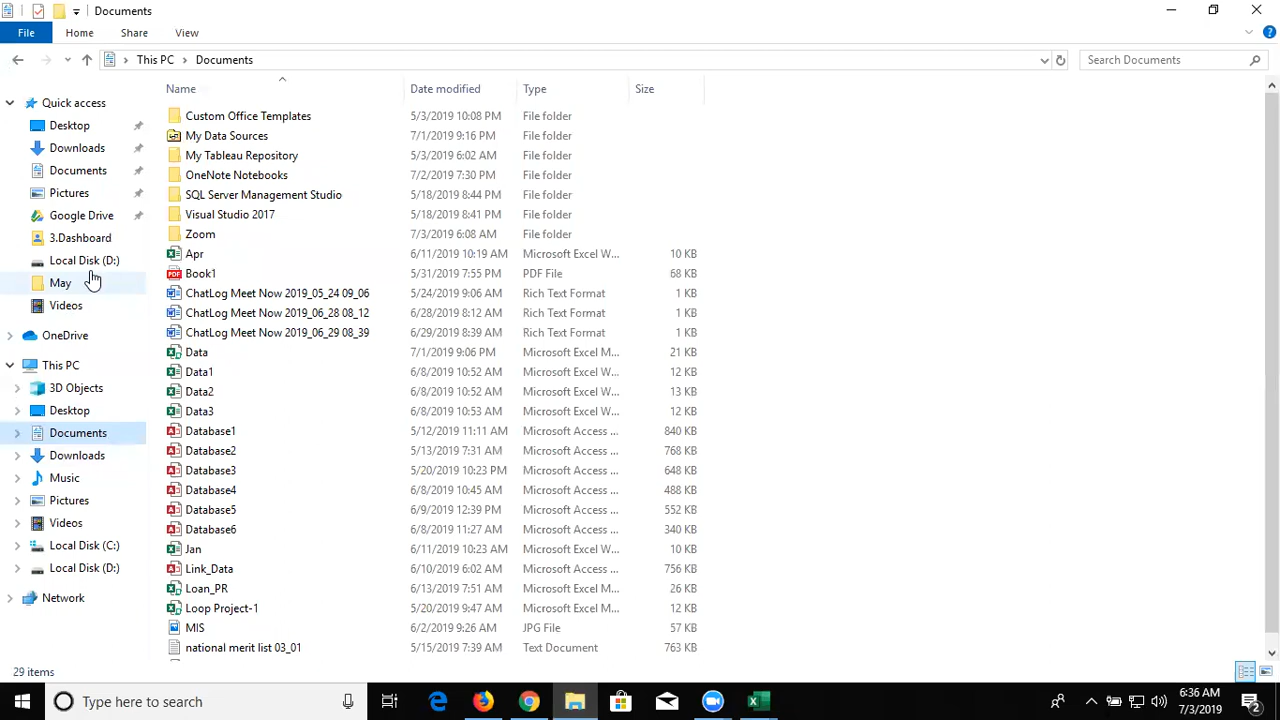 Documents
File Home Share View
This PC Documents Search Documents
Name Date modified Type Size
Quick access
Desktop
Downloads
Documents
Pictures
Google Drive
3.Dashboard
Local Disk (D:)
May
Videos
OneDrive
This PC
3D Objects
Desktop
Documents
Downloads
Music
Pictures
Videos
Local Disk (C:)
Local Disk (D:)
Network
Custom Office Templates 5/3/2019 10:08 PM File folder
My Data Sources 7/1/2019 9:16 PM File folder
My Tableau Repository 5/3/2019 6:02 AM File folder
OneNote Notebooks 7/2/2019 7:30 PM File folder
SQL Server Management Studio 5/18/2019 8:44 PM File folder
Visual Studio 2017 5/18/2019 8:41 PM File folder
Zoom 7/3/2019 6:08 AM File folder
Apr 6/11/2019 10:19 AM Microsoft Excel W... 10 KB
Book1 5/31/2019 7:55 PM PDF File 68 KB
ChatLog Meet Now 2019_05_24 09_06 5/24/2019 9:06 AM Rich Text Format 1 KB
ChatLog Meet Now 2019_06_28 08_12 6/28/2019 8:12 AM Rich Text Format 1 KB
ChatLog Meet Now 2019_06_29 08_39 6/29/2019 8:39 AM Rich Text Format 1 KB
Data 7/1/2019 9:06 PM Microsoft Excel M... 21 KB
Data1 6/8/2019 10:52 AM Microsoft Excel W... 12 KB
Data2 6/8/2019 10:52 AM Microsoft Excel W... 13 KB
Data3 6/8/2019 10:53 AM Microsoft Excel W... 12 KB
Database1 5/12/2019 11:11 AM Microsoft Access ... 840 KB
Database2 5/13/2019 7:31 AM Microsoft Access ... 768 KB
Database3 5/20/2019 10:23 PM Microsoft Access ... 648 KB
Database4 6/8/2019 10:45 AM Microsoft Access ... 488 KB
Database5 6/9/2019 12:39 PM Microsoft Access ... 552 KB
Database6 6/8/2019 11:27 AM Microsoft Access ... 340 KB
Jan 6/11/2019 10:23 AM Microsoft Excel W... 10 KB
Link_Data 6/10/2019 6:02 AM Microsoft Access ... 756 KB
Loan_PR 6/13/2019 7:51 AM Microsoft Excel M... 26 KB
Loop Project-1 5/20/2019 9:47 AM Microsoft Excel M... 12 KB
MIS 6/2/2019 9:26 AM JPG File 57 KB
national merit list 03_01 5/15/2019 7:39 AM Text Document 763 KB
29 items
Type here to search
6:36 AM
7/3/2019
2